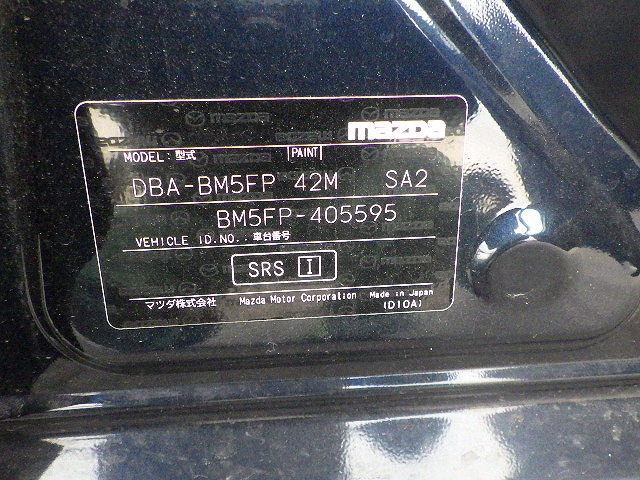 mazda
MODEL: 型式 PAINT
DBA-BM5FP 42M SA2
BM5FP-405595
VEHICLE ID.NO.: 車台番号
SRS I
マツダ株式会社 Mazda Motor Corporation Made in Japan
(D10A)